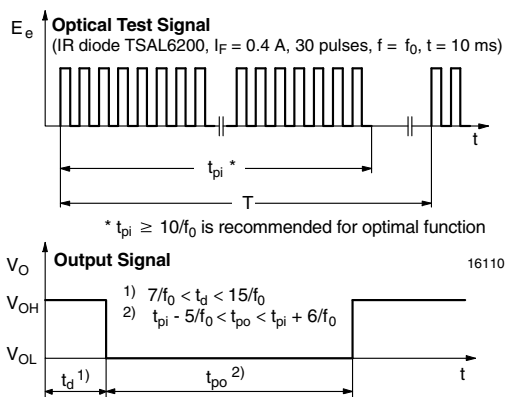 E_e
Optical Test Signal
(IR diode TSAL6200, I_F = 0.4 A, 30 pulses, f = f_0, t = 10 ms)
t
t_pi *
T
* t_pi ≥ 10/f_0 is recommended for optimal function
V_O
Output Signal
16110
V_OH
1) 7/f_0 < t_d < 15/f_0
2) t_pi - 5/f_0 < t_po < t_pi + 6/f_0
V_OL
t
t_d 1)
t_po 2)